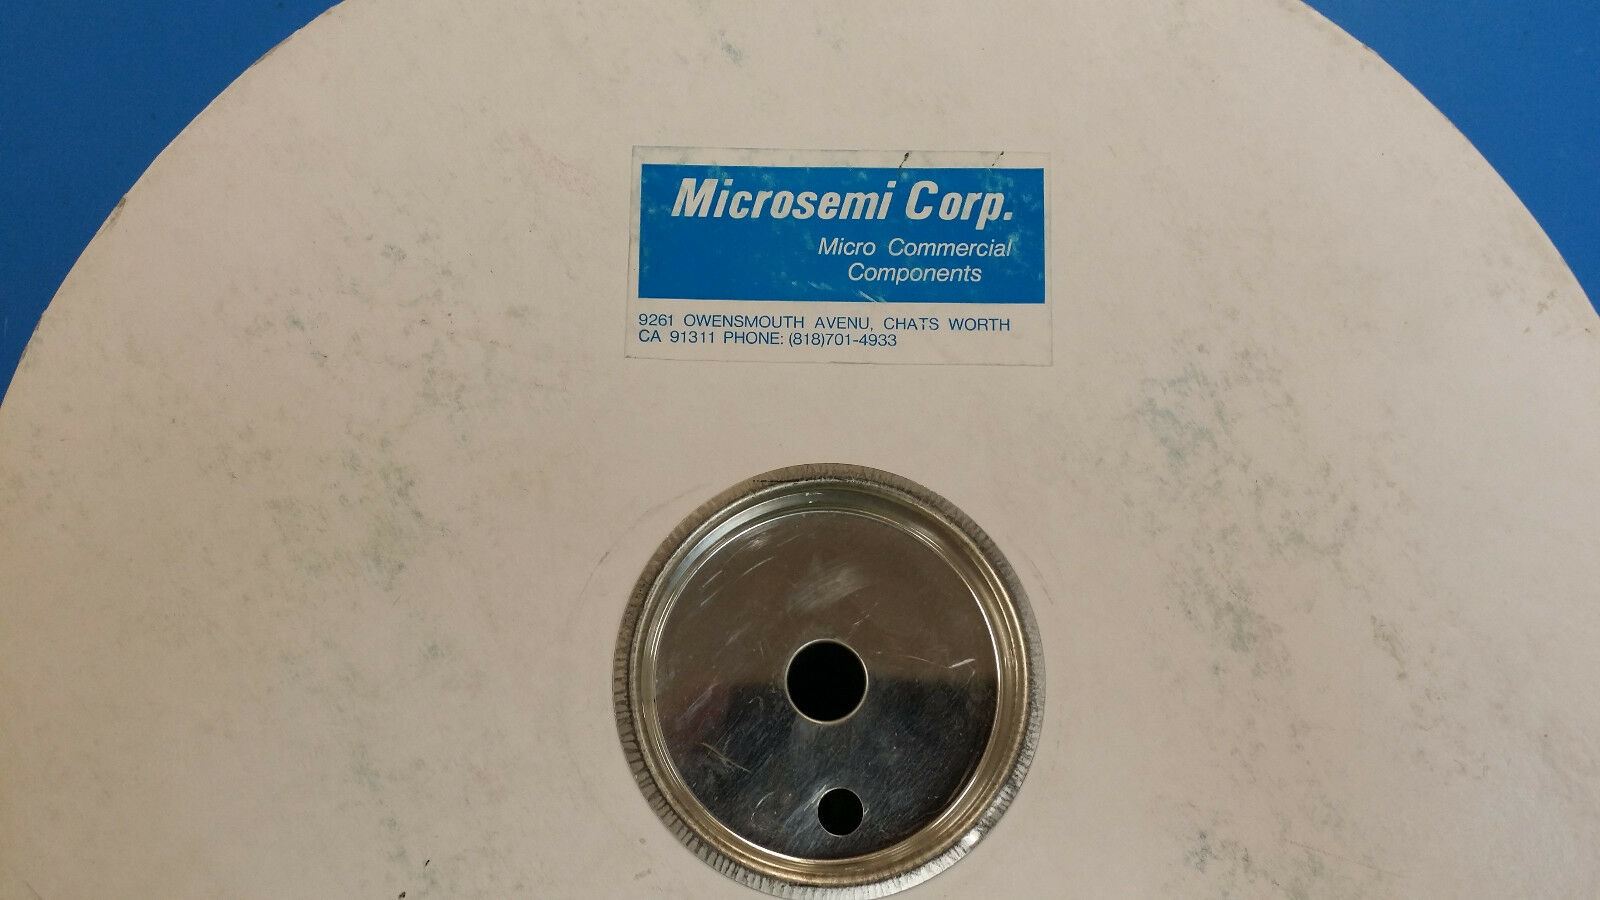 Microsemi Corp.
Micro Commercial
Components
9261 OWENSMOUTH AVENU, CHATS WORTH
CA 91311 PHONE: (818)701-4933